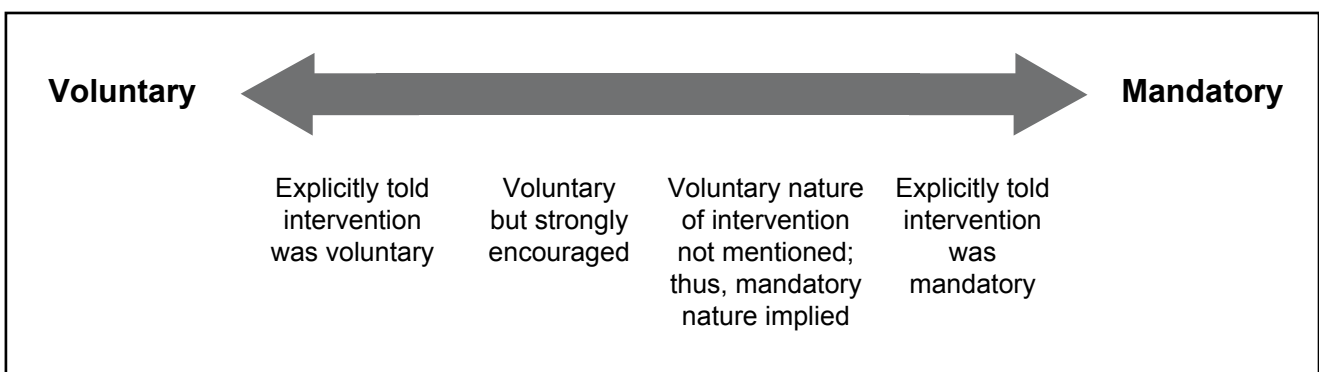 Voluntary
Mandatory
Explicitly told
intervention
was voluntary
Voluntary
but strongly
encouraged
Voluntary nature
of intervention
not mentioned;
thus, mandatory
nature implied
Explicitly told
intervention
was
mandatory